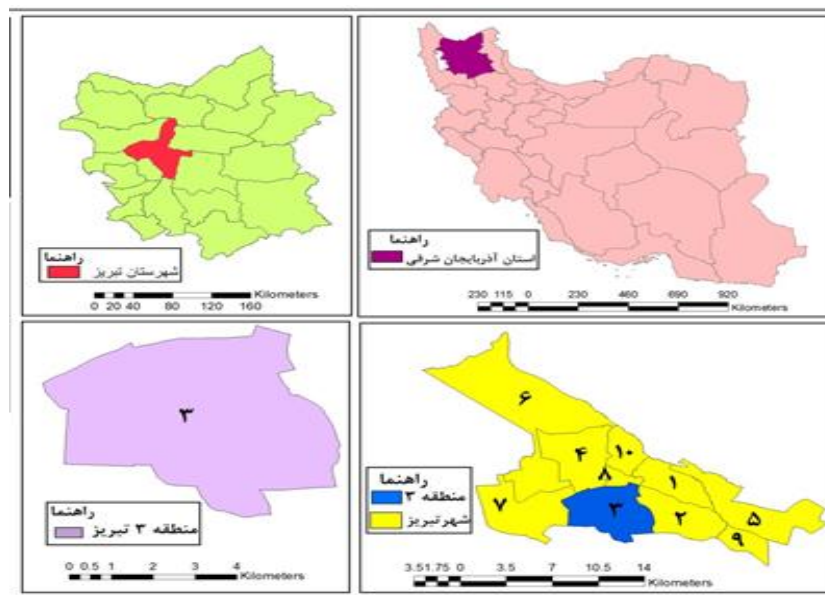 راهنما
استان آذربایجان شرقی
230 115 0 230 460 690 920
Kilometers
راهنما
شهرستان تبریز
0 20 40 80 120 160
Kilometers
۶
۴
۱۰
۸
۱
۷
۳
۲
۵
۹
راهنما
منطقه ۳
شهرتبریز
3.51.75 0 3.5 7 10.5 14
Kilometers
۳
راهنما
منطقه ۳ تبریز
0 0.5 1 2 3 4
Kilometers